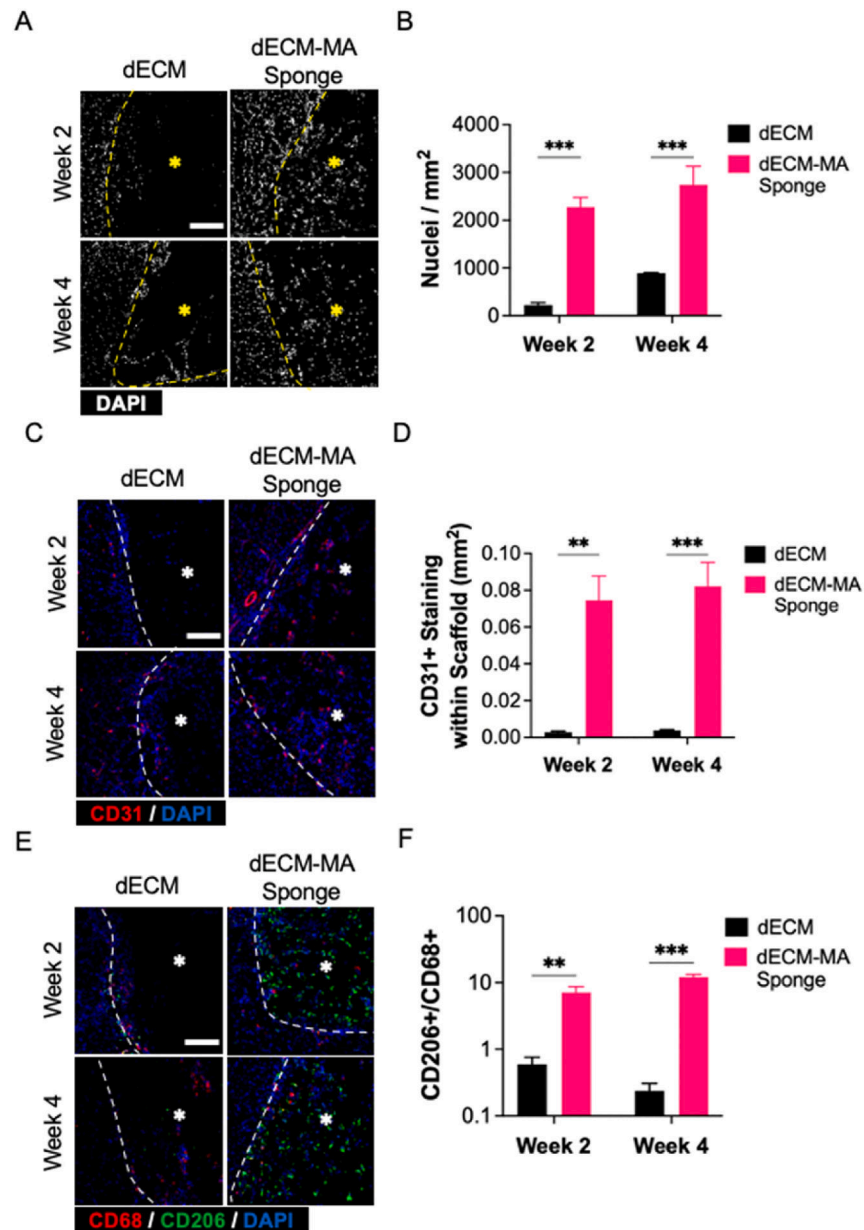 A
dECM
dECM-MA
Sponge
Week 2
*
*
Week 4
*
*
DAPI
B
Nuclei / mm²
4000
3000
2000
1000
0
***
***
Week 2
Week 4
dECM
dECM-MA
Sponge
C
dECM
dECM-MA
Sponge
Week 2
*
*
Week 4
*
*
CD31 / DAPI
D
CD31+ Staining
within Scaffold (mm²)
0.10
0.08
0.06
0.04
0.02
0.00
**
***
Week 2
Week 4
dECM
dECM-MA
Sponge
E
dECM
dECM-MA
Sponge
Week 2
*
*
Week 4
*
*
CD68 / CD206 / DAPI
F
CD206+/CD68+
100
10
1
0.1
**
***
Week 2
Week 4
dECM
dECM-MA
Sponge